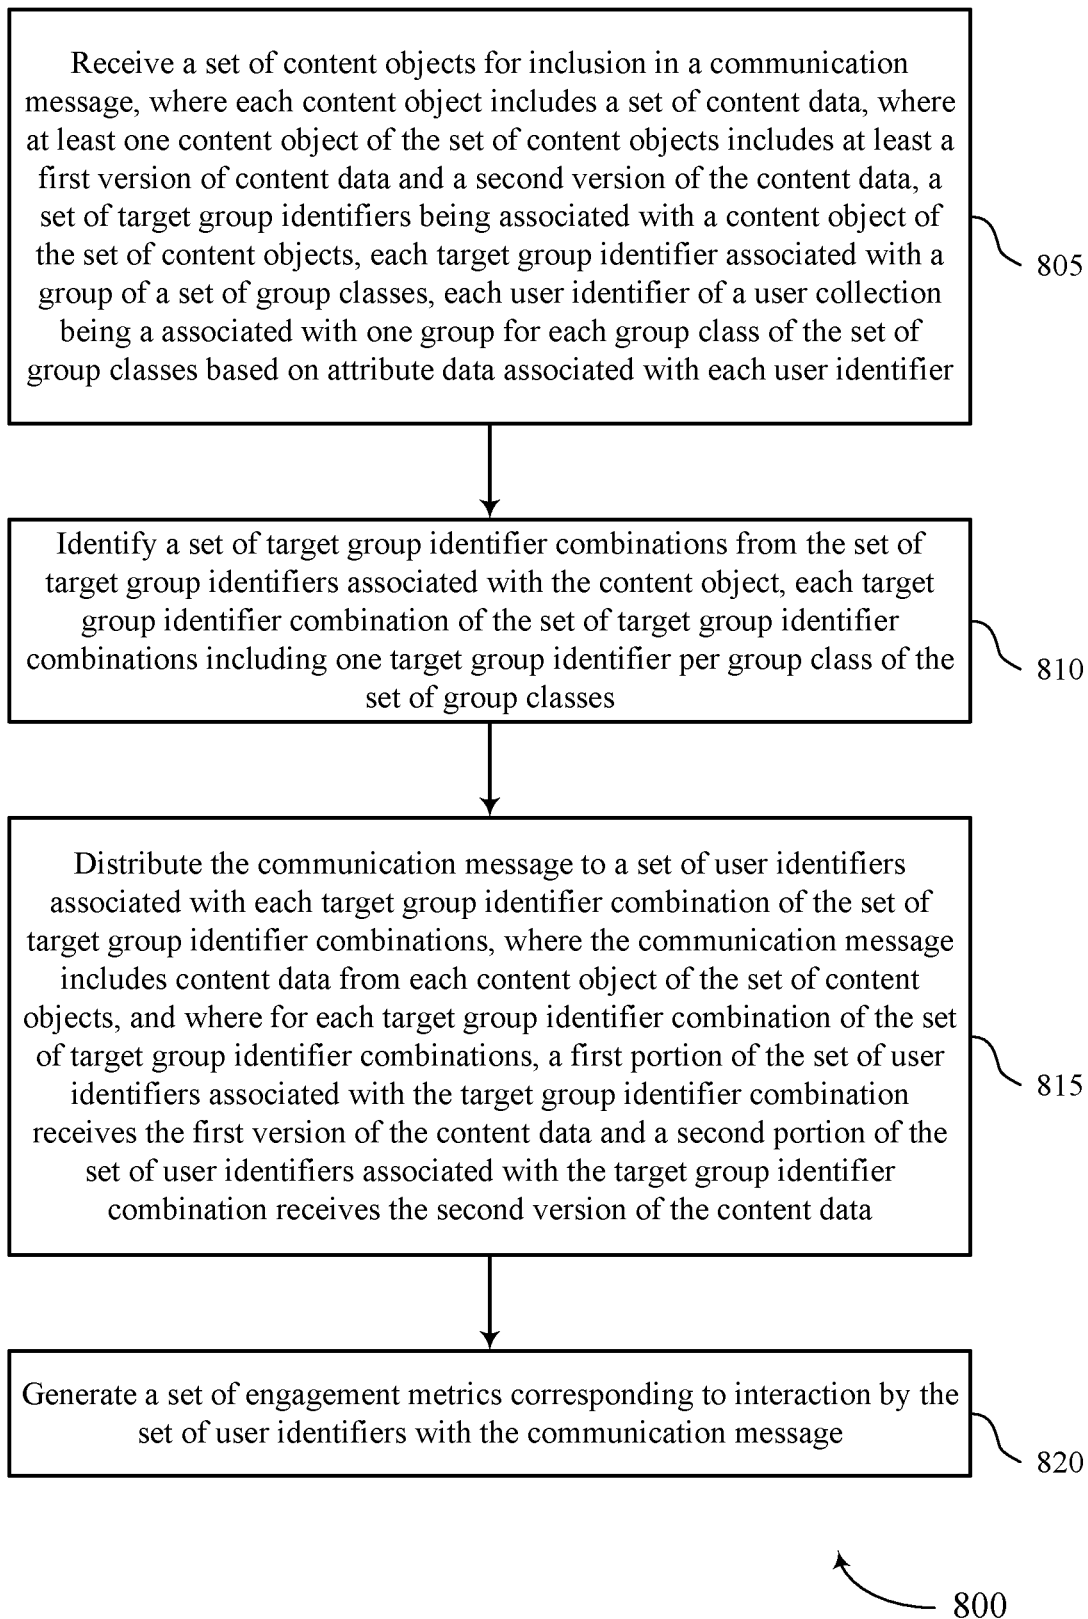 Receive a set of content objects for inclusion in a communication
message, where each content object includes a set of content data, where
at least one content object of the set of content objects includes at least a
first version of content data and a second version of the content data, a
set of target group identifiers being associated with a content object of
the set of content objects, each target group identifier associated with a
group of a set of group classes, each user identifier of a user collection
being a associated with one group for each group class of the set of
group classes based on attribute data associated with each user identifier
805
Identify a set of target group identifier combinations from the set of
target group identifiers associated with the content object, each target
group identifier combination of the set of target group identifier
combinations including one target group identifier per group class of the
set of group classes
810
Distribute the communication message to a set of user identifiers
associated with each target group identifier combination of the set of
target group identifier combinations, where the communication message
includes content data from each content object of the set of content
objects, and where for each target group identifier combination of the set
of target group identifier combinations, a first portion of the set of user
identifiers associated with the target group identifier combination
receives the first version of the content data and a second portion of the
set of user identifiers associated with the target group identifier
combination receives the second version of the content data
815
Generate a set of engagement metrics corresponding to interaction by the
set of user identifiers with the communication message
820
800